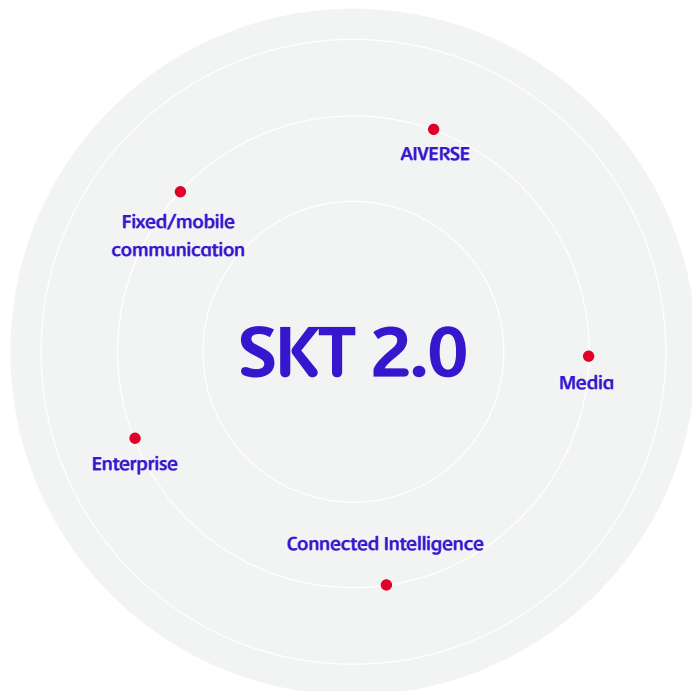 AIVERSE
Fixed/mobile
communication
SKT 2.0
Media
Enterprise
Connected Intelligence